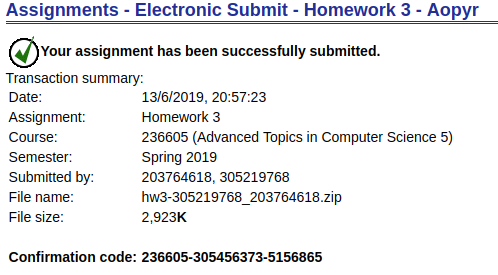 Assignments - Electronic Submit - Homework 3 - Aopyr
Your assignment has been successfully submitted.
Transaction summary:
Date: 13/6/2019, 20:57:23
Assignment: Homework 3
Course: 236605 (Advanced Topics in Computer Science 5)
Semester: Spring 2019
Submitted by: 203764618, 305219768
File name: hw3-305219768_203764618.zip
File size: 2,923K
Confirmation code: 236605-305456373-5156865